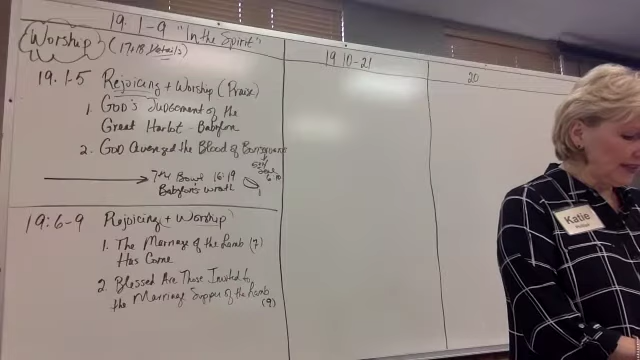 19:1-9 "In the Spirit"
Worship (17+18 Details)
19:1-5 Rejoicing + Worship (Praise)
1. GOD's Judgement of the
Great Harlot - Babylon
2. GOD Avenged the Blood of
7th Bowl 16:19
Babylon's wrath
19:6-9 Rejoicing + Worship
1. The Marriage of the Lamb (7)
Has Come
2. Blessed Are Those Invited to
the Marriage Supper of the Lamb
(9)
19 10-21
20
Katie